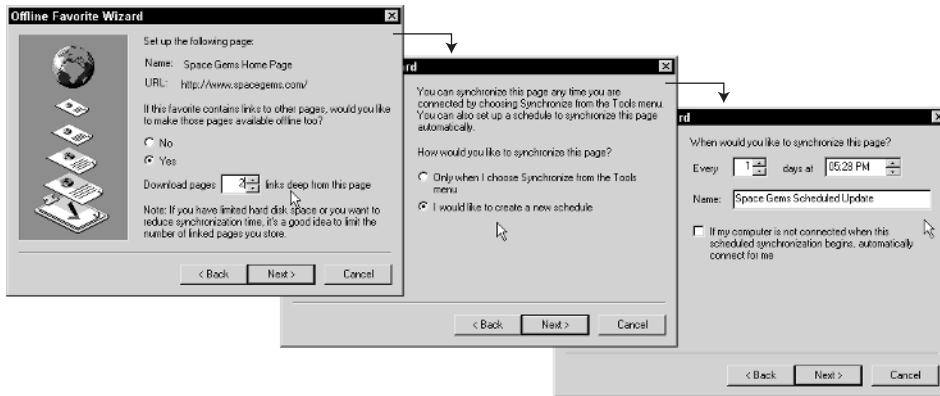 Offline Favorite Wizard
Set up the following page:
Name: Space Gems Home Page
URL: http://www.spacegems.com/
If this favorite contains links to other pages, would you like
to make those pages available offline too?
No
Yes
Download pages 2 links deep from this page
Note: If you have limited hard disk space or you want to
reduce synchronization time, it's a good idea to limit the
number of linked pages you store.
< Back Next > Cancel
rd
You can synchronize this page any time you are
connected by choosing Synchronize from the Tools menu.
You can also set up a schedule to synchronize this page
automatically.
How would you like to synchronize this page?
Only when I choose Synchronize from the Tools
menu
I would like to create a new schedule
< Back Next > Cancel
rd
When would you like to synchronize this page?
Every 1 days at 05:28 PM
Name: Space Gems Scheduled Update
If my computer is not connected when this
scheduled synchronization begins, automatically
connect for me
< Back Next > Cancel